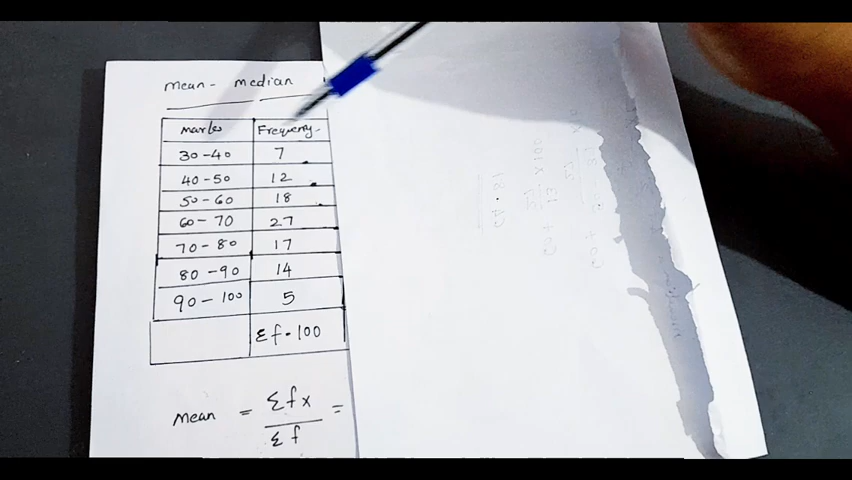 mean - median
Marks Frequency
30-40 7
40-50 12
50-60 18
60-70 27
70-80 17
80-90 14
90-100 5
Σf-100
Mean = Σfx =
Σf